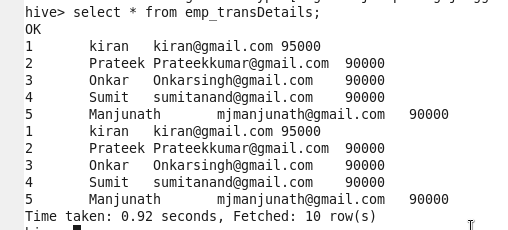 hive> select * from emp_transDetails;
OK
1 kiran kiran@gmail.com 95000
2 Prateek Prateekkumar@gmail.com 90000
3 Onkar Onkarsingh@gmail.com 90000
4 Sumit sumitanand@gmail.com 90000
5 Manjunath mjmanjunath@gmail.com 90000
1 kiran kiran@gmail.com 95000
2 Prateek Prateekkumar@gmail.com 90000
3 Onkar Onkarsingh@gmail.com 90000
4 Sumit sumitanand@gmail.com 90000
5 Manjunath mjmanjunath@gmail.com 90000
Time taken: 0.92 seconds, Fetched: 10 row(s)